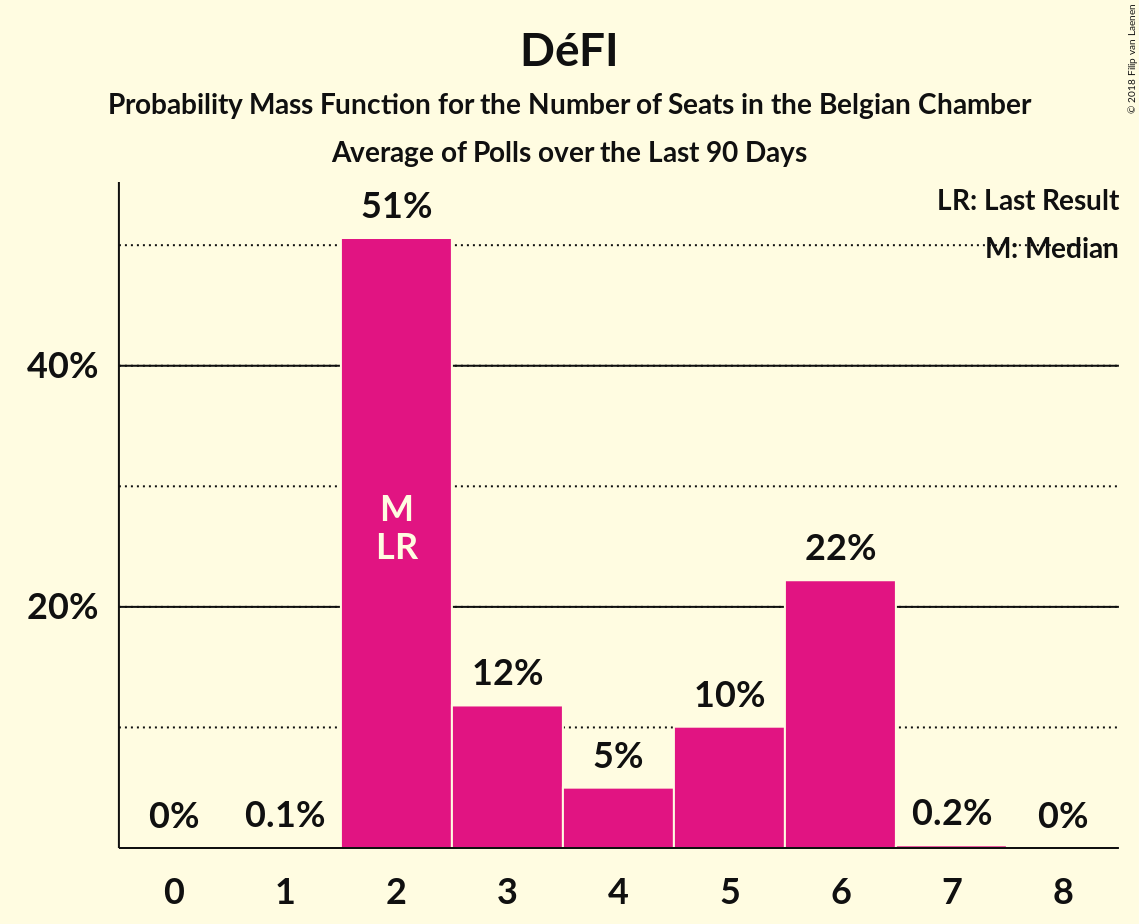 DéFI
Probability Mass Function for the Number of Seats in the Belgian Chamber
Average of Polls over the Last 90 Days
© 2018 Filip van Laenen
LR: Last Result
M: Median
51%
40%
M
LR
22%
20%
12%
10%
5%
0%
0.1%
0.2%
0%
0 1 2 3 4 5 6 7 8